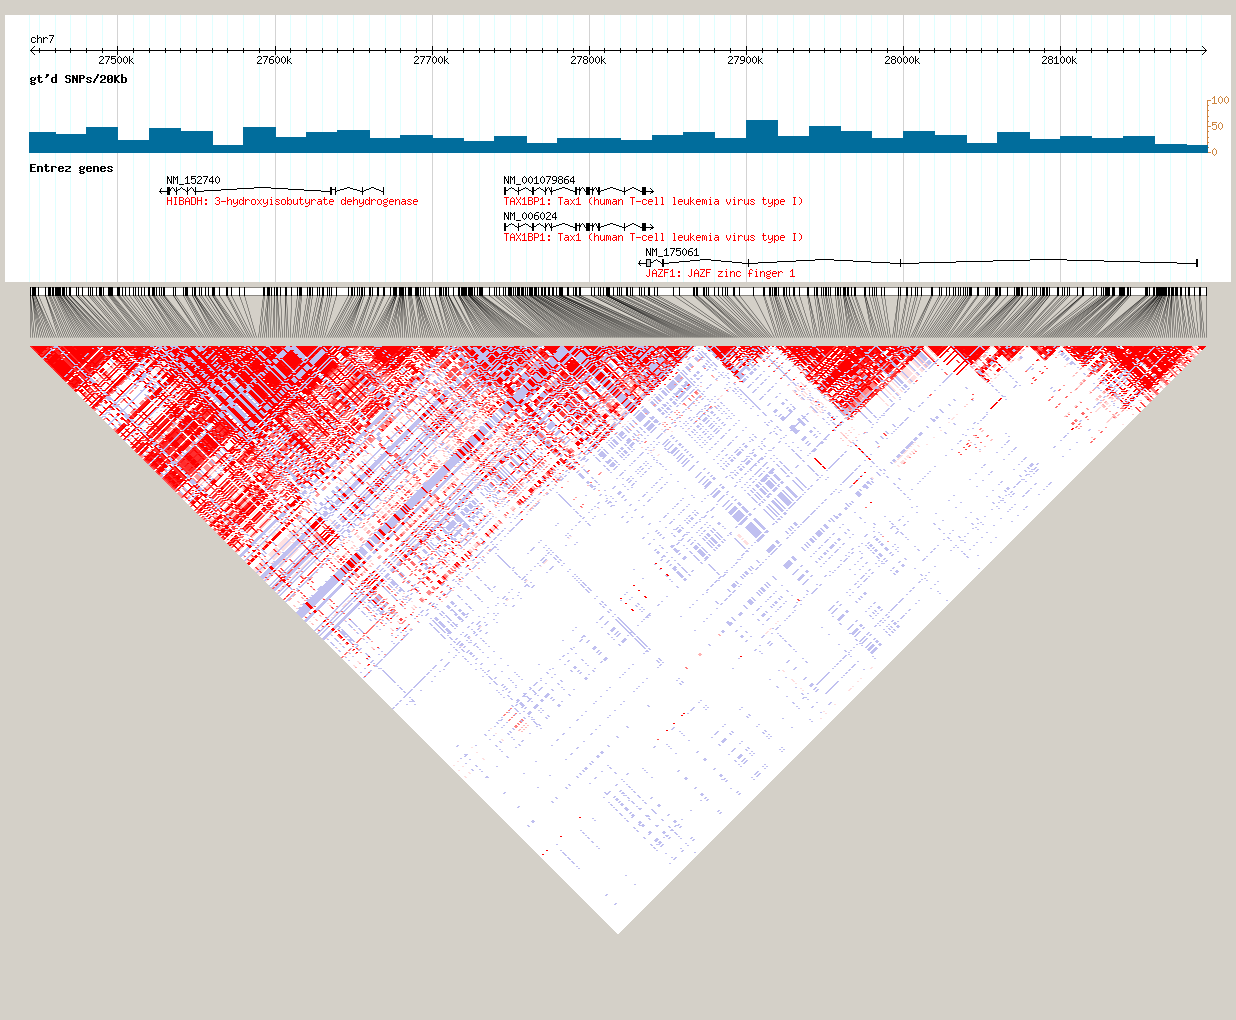 chr7
27500k 27600k 27700k 27800k 27900k 28000k 28100k
gt'd SNPs/20Kb
100
50
0
Entrez genes
NM_152740 NM_001079864
HIBADH: 3-hydroxyisobutyrate dehydrogenase TAX1BP1: Tax1 (human T-cell leukemia virus type I)
NM_006024
TAX1BP1: Tax1 (human T-cell leukemia virus type I)
NM_175061
JAZF1: JAZF zinc finger 1